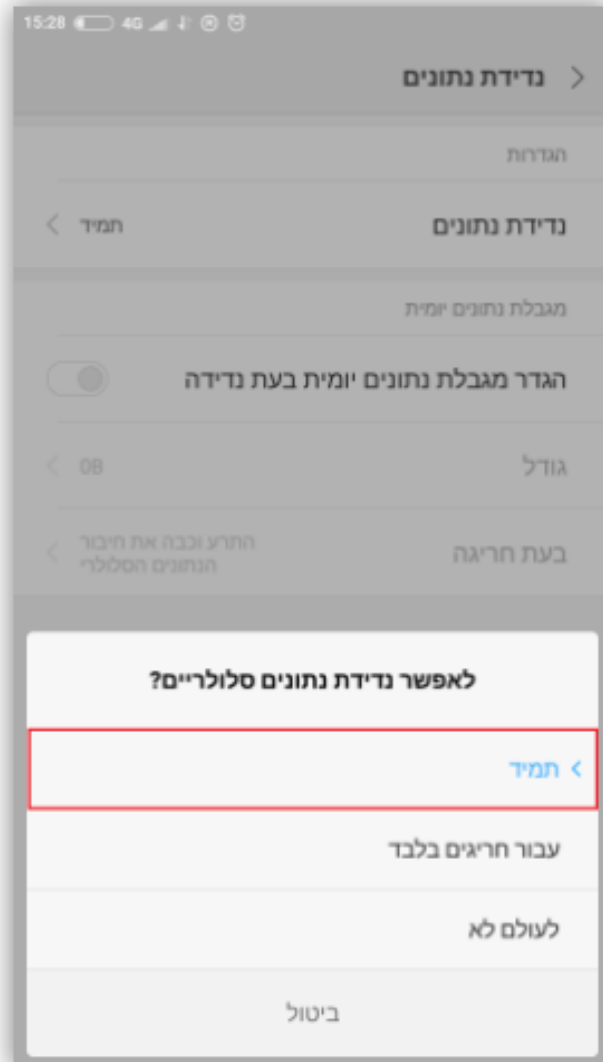 15:28 4G
נדידת נתונים
הגדרות
נדידת נתונים
תמיד
מגבלת נתונים יומית
הגדר מגבלת נתונים יומית בעת נדידה
גודל
0B
בעת חריגה
התרע וכבה את חיבור
הנתונים הסלולרי
לאפשר נדידת נתונים סלולריים?
תמיד
עבור חריגים בלבד
לעולם לא
ביטול